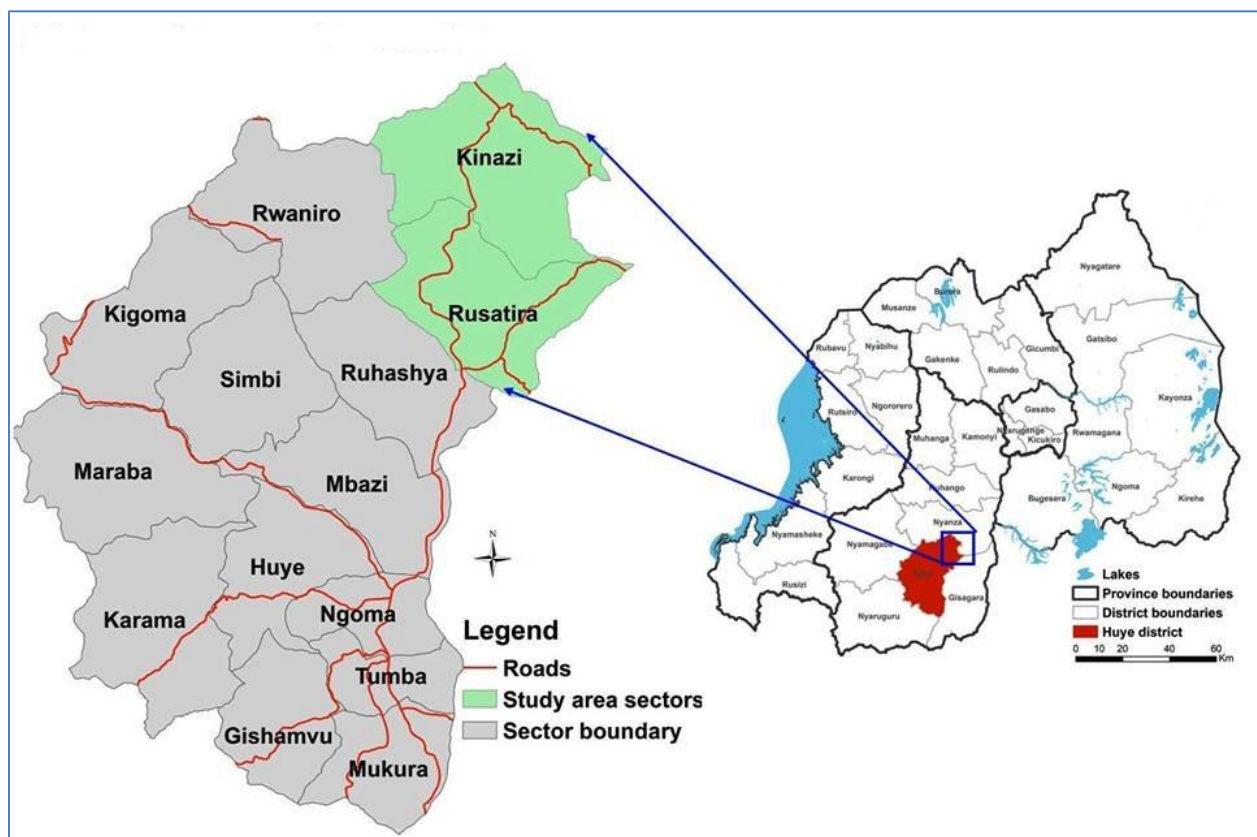 Kinazi
Rwaniro
Rusatira
Kigoma
Simbi
Ruhashya
Maraba
Mbazi
Huye
Karama
Ngoma
Tumba
Gishamvu
Mukura
N
Legend
Roads
Study area sectors
Sector boundary
Nyagatare
Burera
Musanze
Gatsibo
Rubavu
Nyabihu
Gicumbi
Gakenke
Rulindo
Kayonza
Ngororero
Gasabo
Rutsiro
Nyarugenge
Rwamagana
Muhanga
Kamonyi
Kicukiro
Karongi
Ngoma
Ruhango
Bugesera
Kirehe
Nyanza
Nyamasheke
Nyamagabe
Rusizi
Gisagara
Nyaruguru
Lakes
Province boundaries
District boundaries
Huye district
0 10 20 40 60
Km